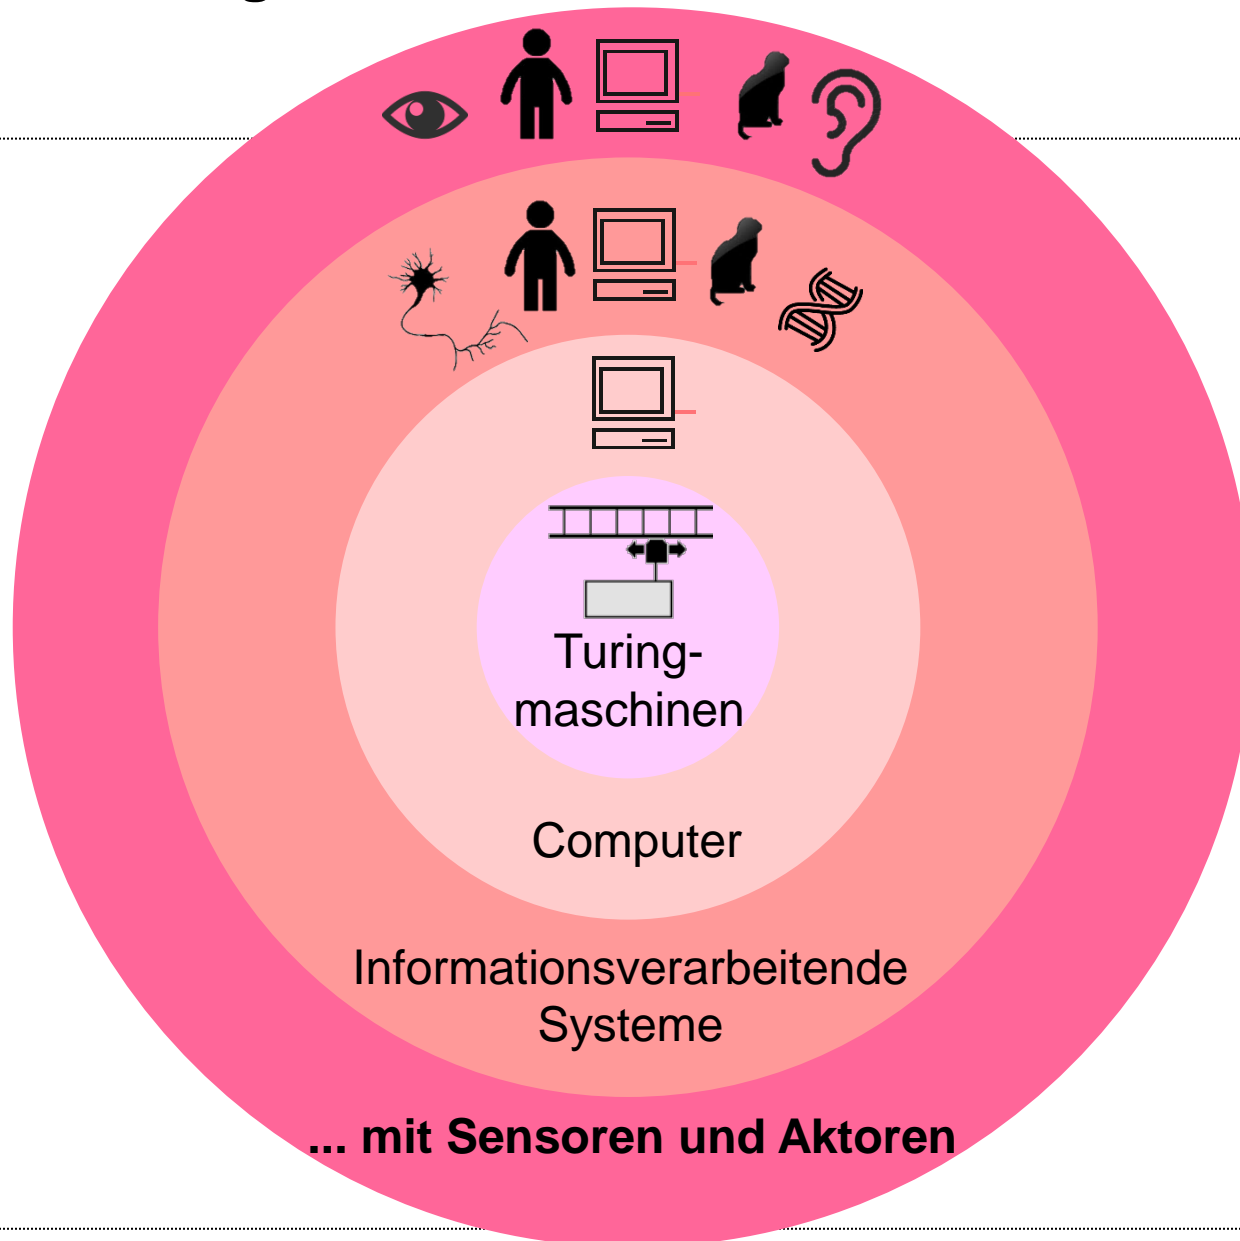 Turing-
maschinen
Computer
Informationsverarbeitende
Systeme
... mit Sensoren und Aktoren